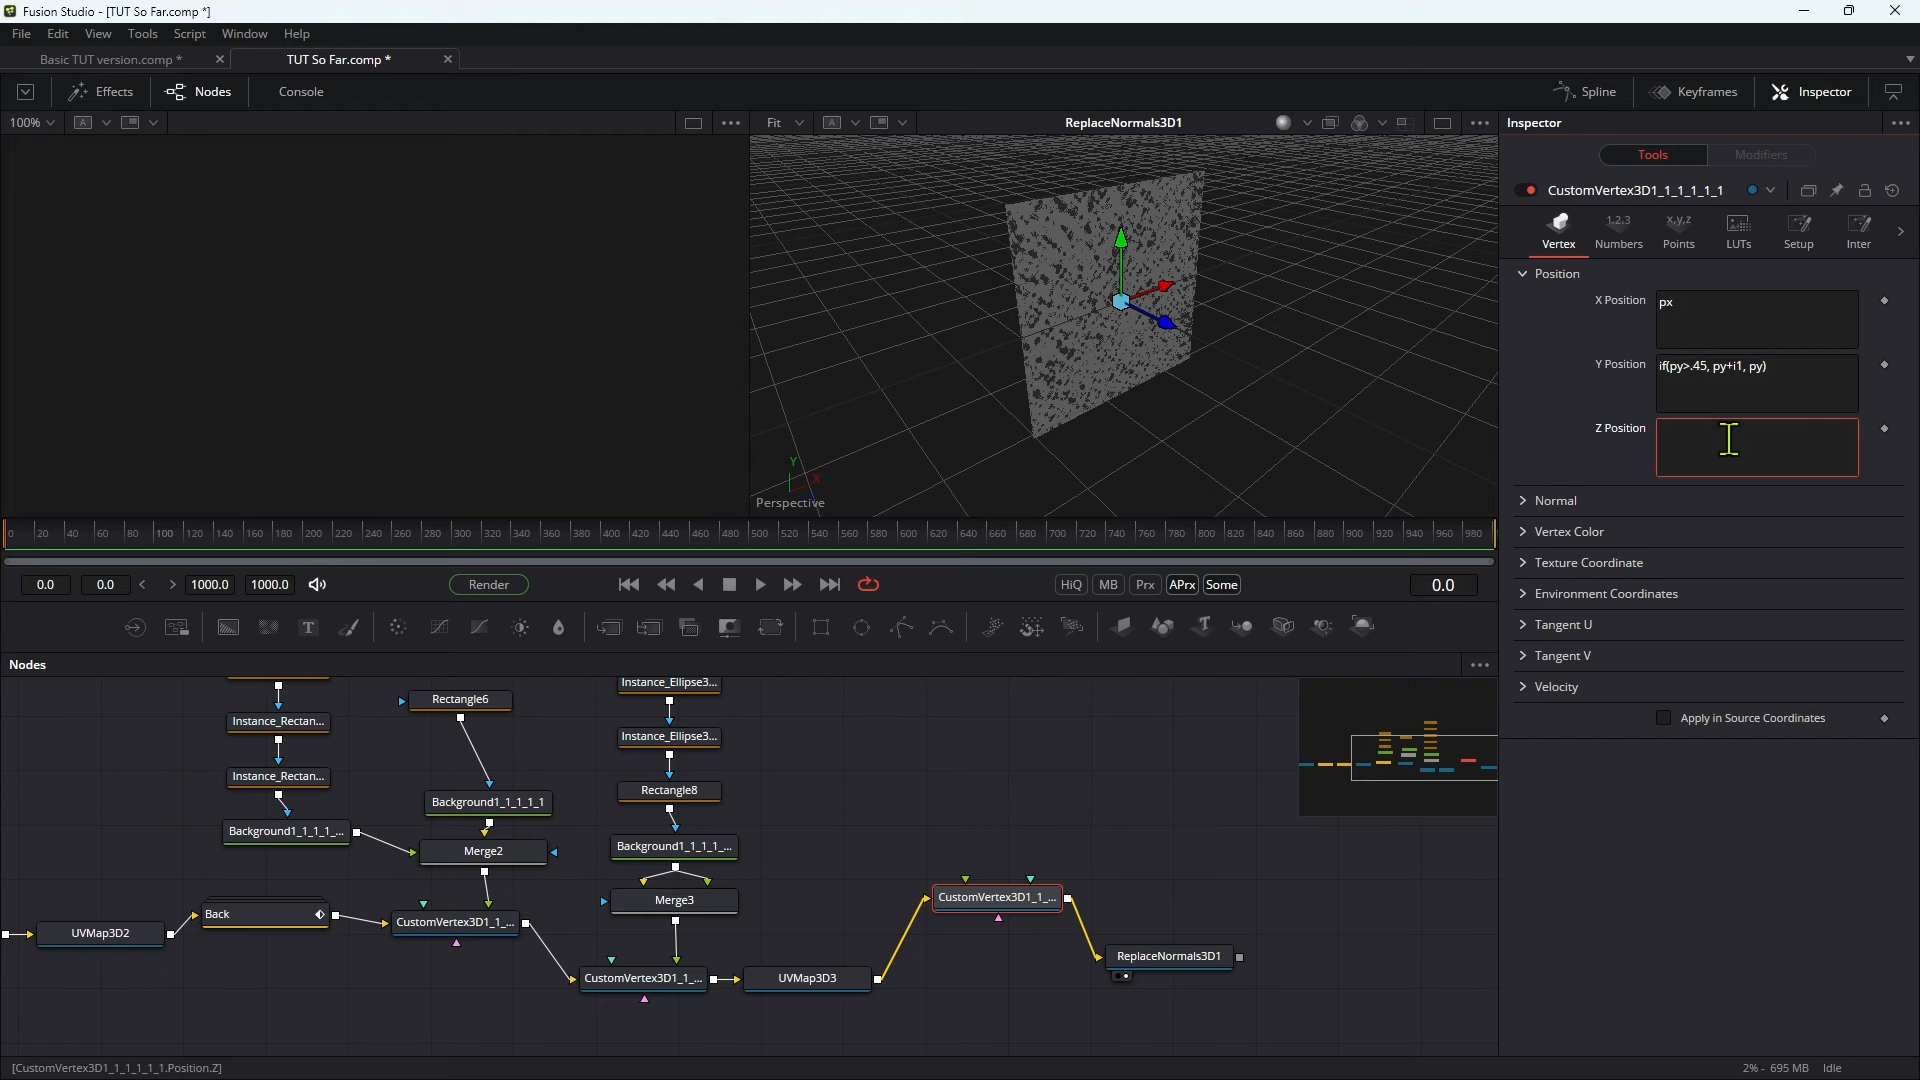 Fusion Studio - [TUT So Far.comp *]
File Edit View Tools Script Window Help
Basic TUT version.comp *
TUT So Far.comp *
Effects
Nodes
Console
Spline
Keyframes
Inspector
100%
A
Fit
A
ReplaceNormals3D1
Inspector
Tools
Modifiers
CustomVertex3D1_1_1_1_1_1
1,2,3
x,y,z
Vertex
Numbers
Points
LUTs
Setup
Inter
Position
X Position
px
Y Position
if(py>.45, py+i1, py)
Z Position
Y
X
Perspective
Normal
Vertex Color
Texture Coordinate
Environment Coordinates
Tangent U
Tangent V
Velocity
Apply in Source Coordinates
0 20 40 60 80 100 120 140 160 180 200 220 240 260 280 300 320 340 360 380 400 420 440 460 480 500 520 540 560 580 600 620 640 660 680 700 720 740 760 780 800 820 840 860 880 900 920 940 960 980
0.0
0.0
1000.0
1000.0
Render
HiQ
MB
Prx
APrx
Some
0.0
T
T
Nodes
Instance_Ellipse3...
Rectangle6
Instance_Rectan...
Instance_Ellipse3...
Instance_Rectan...
Rectangle8
Background1_1_1_1_1
Background1_1_1_1_...
Background1_1_1_1_...
Merge2
Merge3
CustomVertex3D1_1_...
Back
CustomVertex3D1_1_...
UVMap3D2
ReplaceNormals3D1
CustomVertex3D1_1_...
UVMap3D3
[CustomVertex3D1_1_1_1_1_1.Position.Z]
2% - 695 MB
Idle